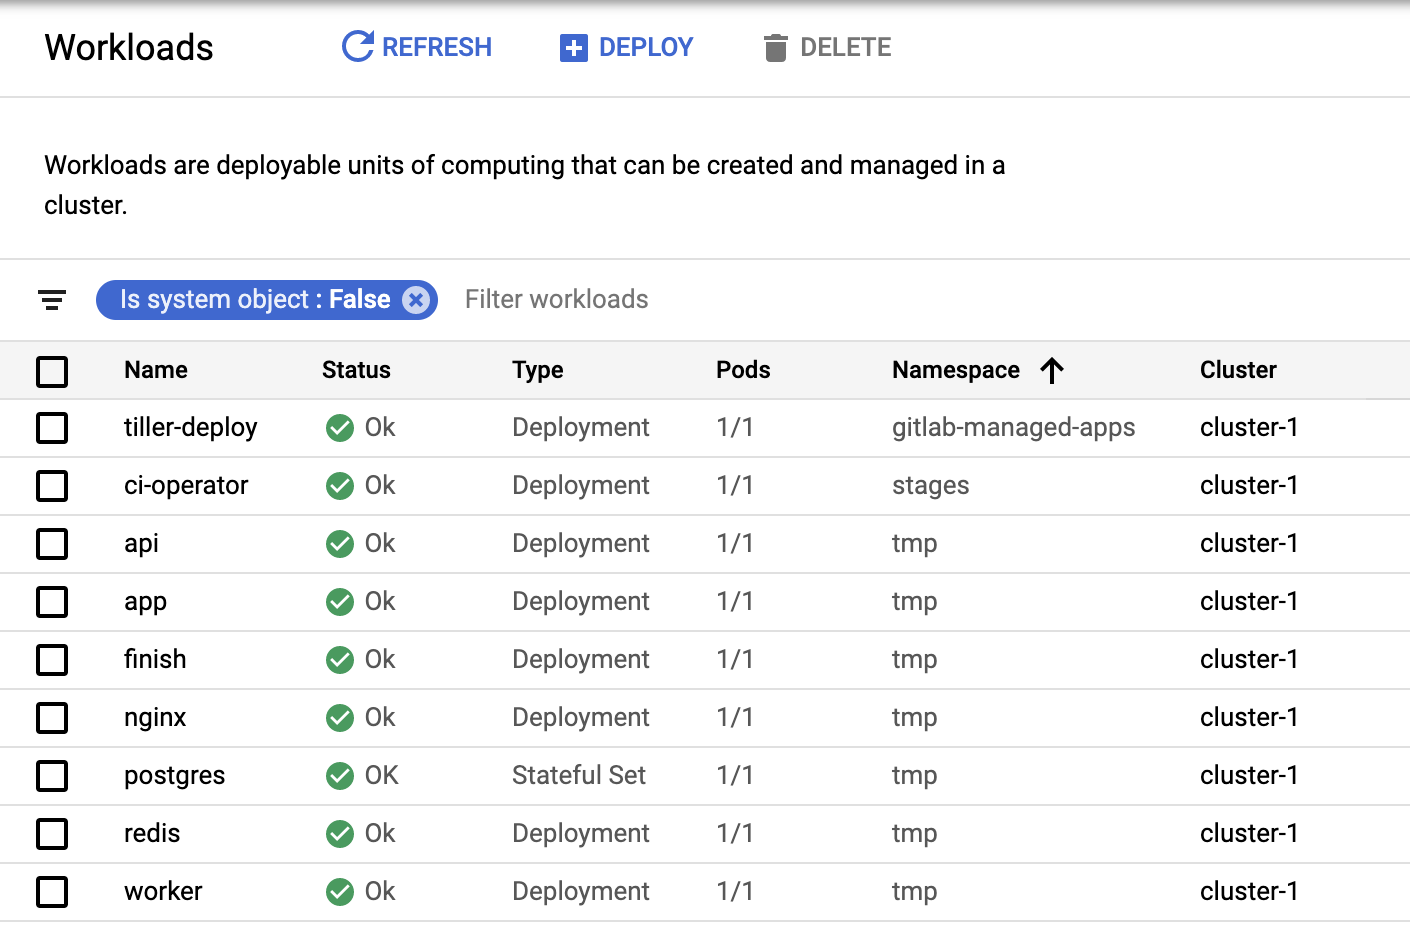 Workloads REFRESH DEPLOY DELETE
Workloads are deployable units of computing that can be created and managed in a
cluster.
Is system object : False Filter workloads
Name Status Type Pods Namespace Cluster
tiller-deploy Ok Deployment 1/1 gitlab-managed-apps cluster-1
ci-operator Ok Deployment 1/1 stages cluster-1
api Ok Deployment 1/1 tmp cluster-1
app Ok Deployment 1/1 tmp cluster-1
finish Ok Deployment 1/1 tmp cluster-1
nginx Ok Deployment 1/1 tmp cluster-1
postgres OK Stateful Set 1/1 tmp cluster-1
redis Ok Deployment 1/1 tmp cluster-1
worker Ok Deployment 1/1 tmp cluster-1